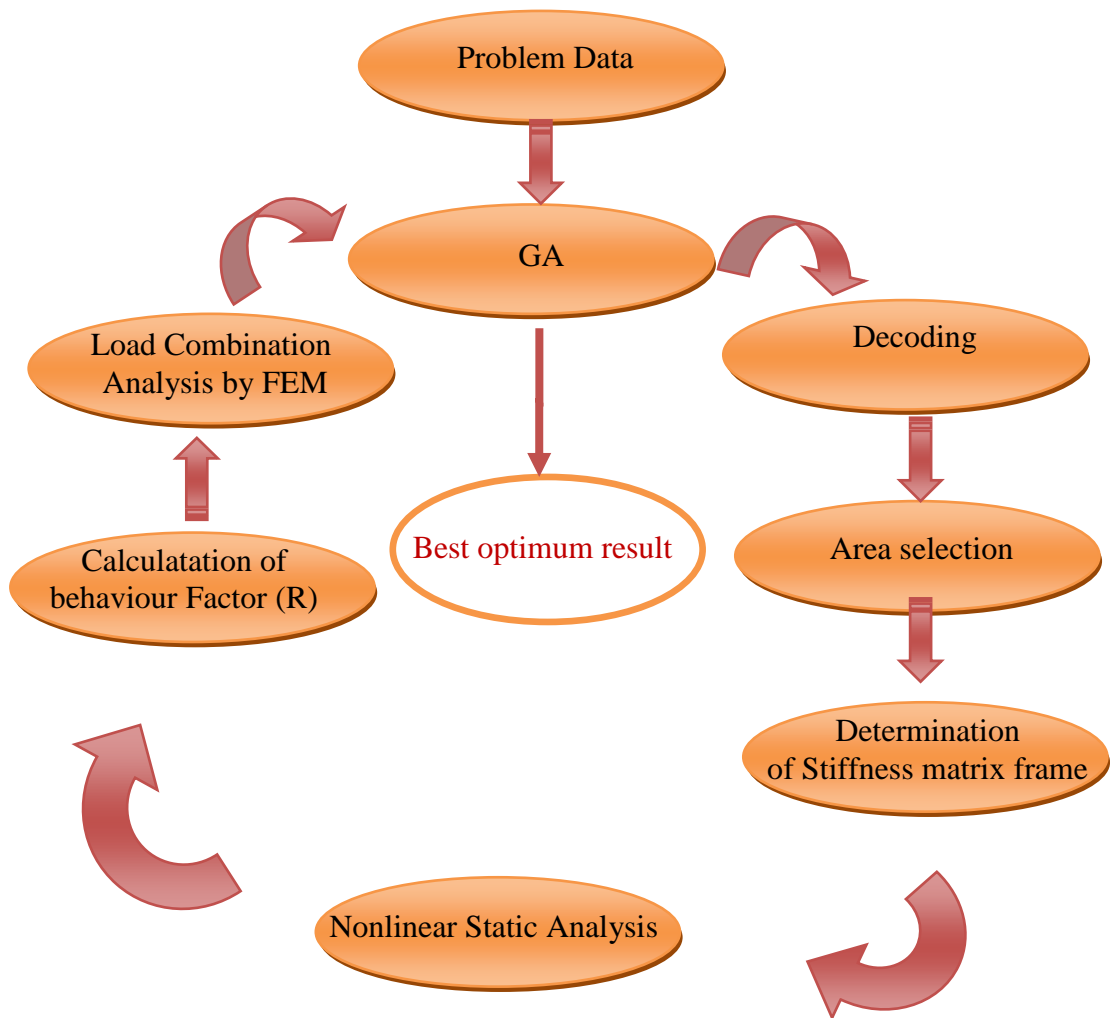 Problem Data
GA
Decoding
Area selection
Determination
of Stiffness matrix frame
Nonlinear Static Analysis
Calculatation of
behaviour Factor (R)
Load Combination
Analysis by FEM
Best optimum result